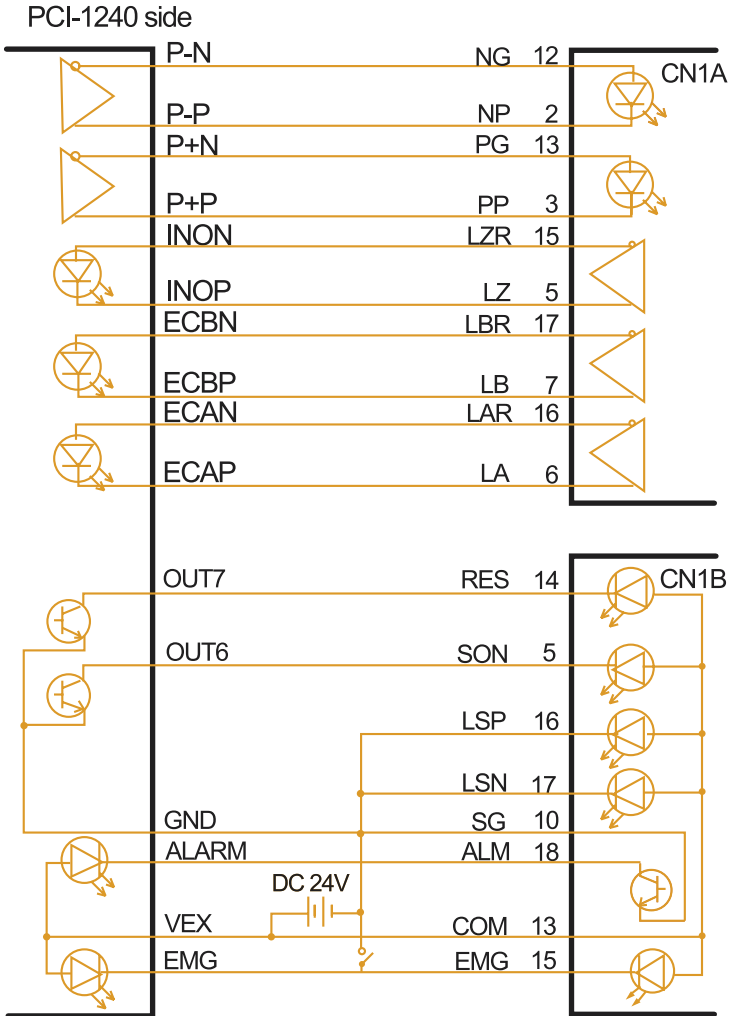 PCI-1240 side
P-N NG 12 CN1A
P-P NP 2
P+N PG 13
P+P PP 3
INON LZR 15
INOP LZ 5
ECBN LBR 17
ECBP LB 7
ECAN LAR 16
ECAP LA 6
OUT7 RES 14 CN1B
OUT6 SON 5
LSP 16
LSN 17
GND SG 10
ALARM ALM 18
DC 24V
VEX COM 13
EMG EMG 15